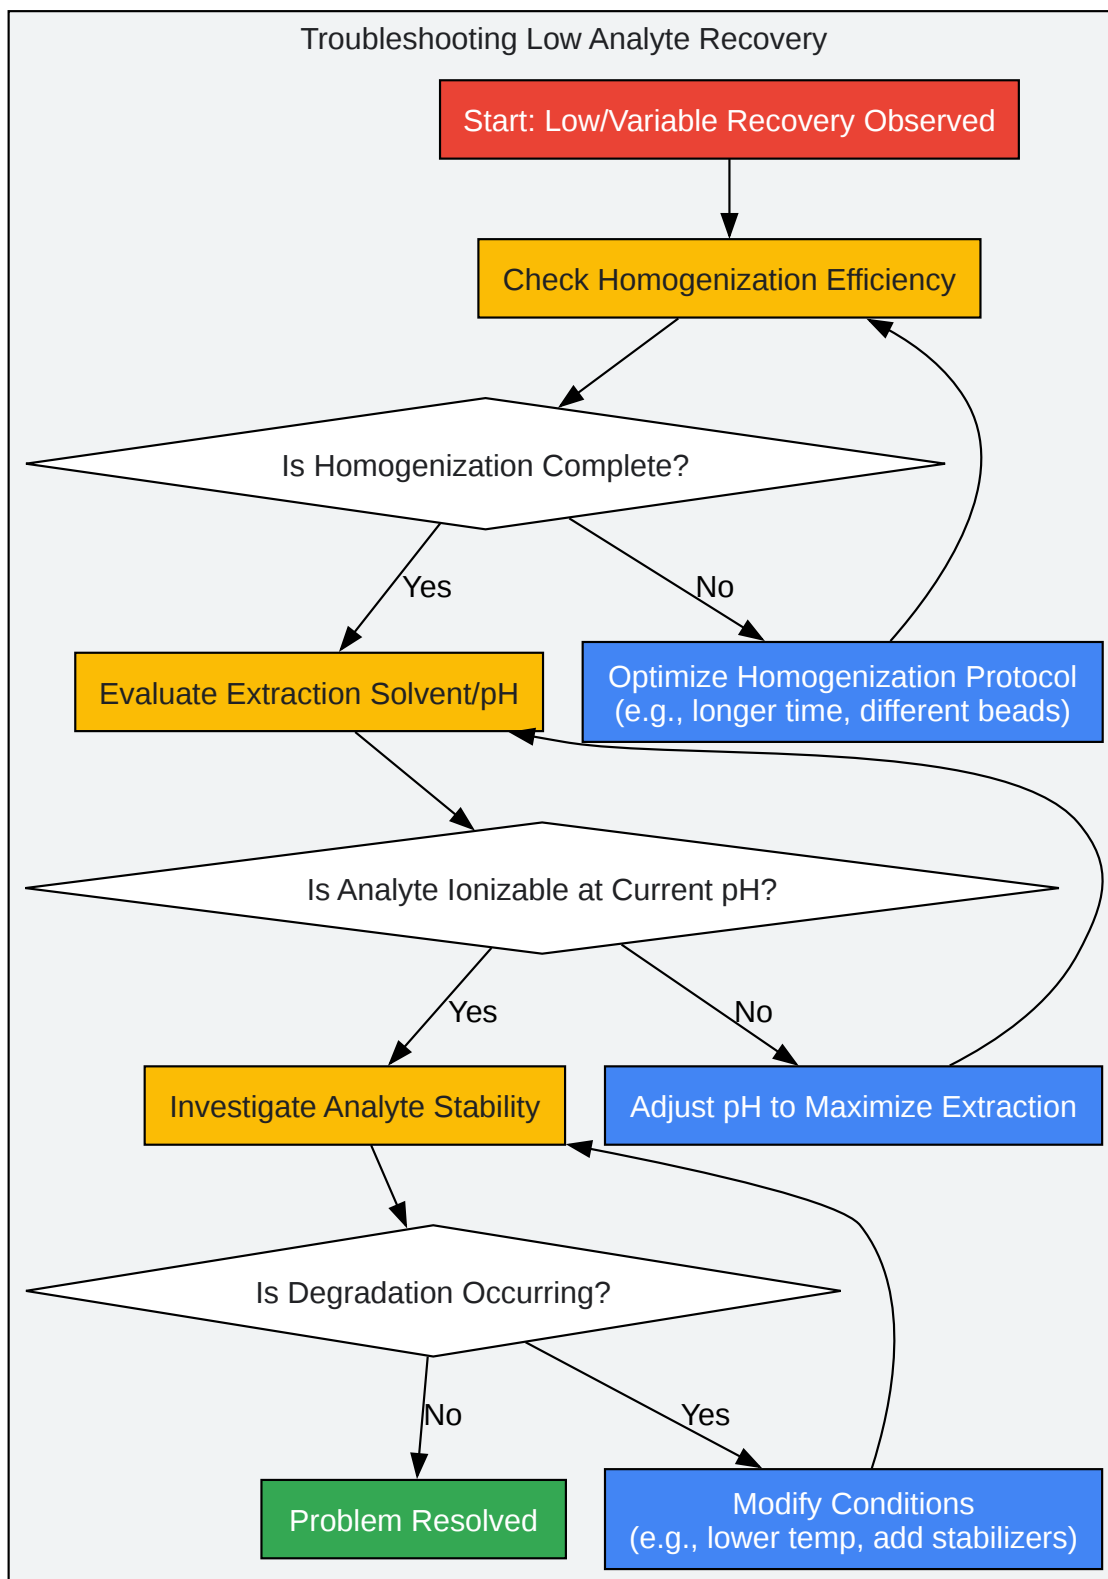 Troubleshooting Low Analyte Recovery
Start: Low/Variable Recovery Observed
Check Homogenization Efficiency
Is Homogenization Complete?
Yes
No
Evaluate Extraction Solvent/pH
Optimize Homogenization Protocol
(e.g., longer time, different beads)
Is Analyte Ionizable at Current pH?
Yes
No
Investigate Analyte Stability
Adjust pH to Maximize Extraction
Is Degradation Occurring?
No
Yes
Problem Resolved
Modify Conditions
(e.g., lower temp, add stabilizers)